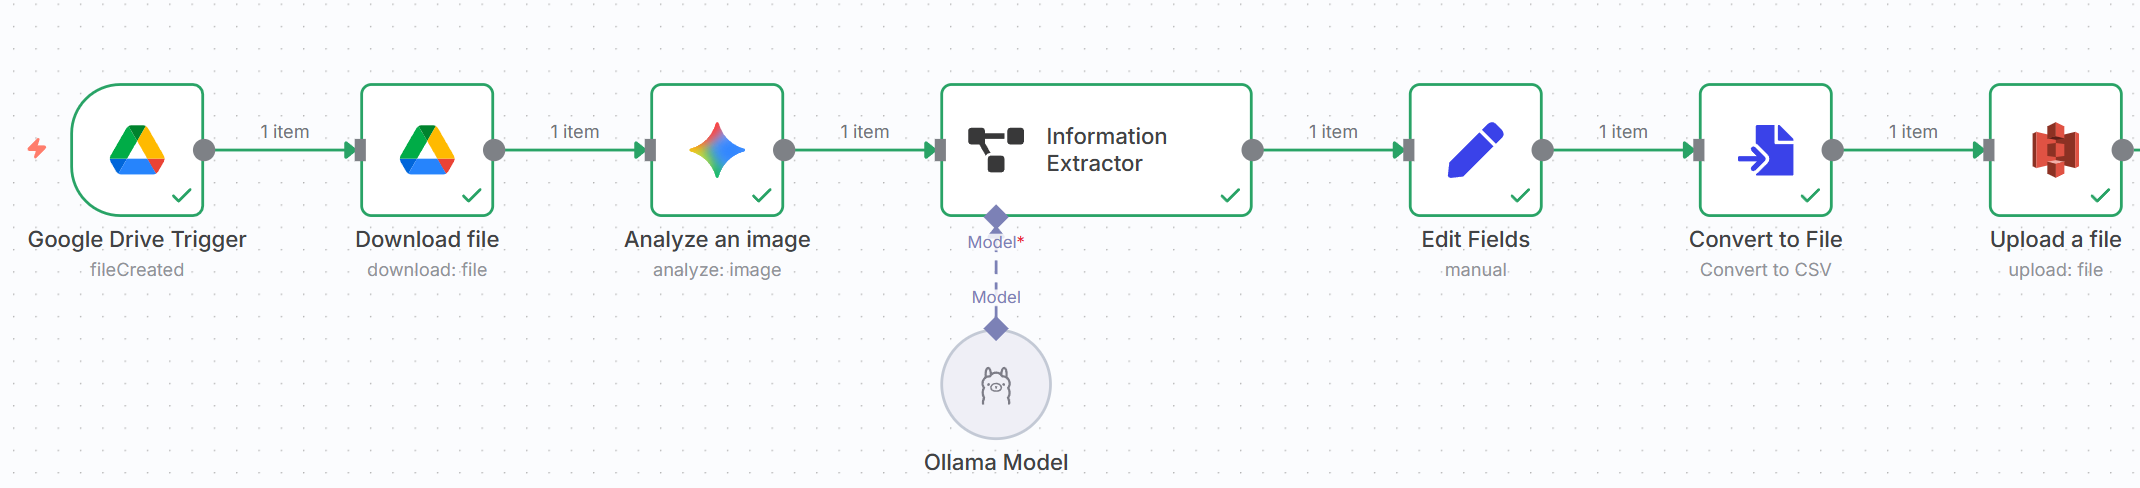 1 item
1 item
1 item
1 item
1 item
1 item
Information
Extractor
Google Drive Trigger
fileCreated
Download file
download: file
Analyze an image
analyze: image
Model*
Model
Ollama Model
Edit Fields
manual
Convert to File
Convert to CSV
Upload a file
upload: file